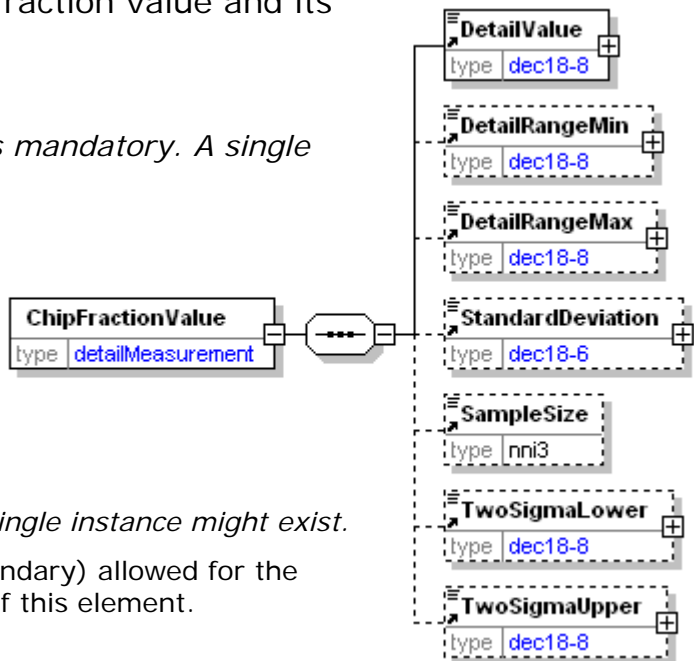 fraction value and its
s mandatory. A single
ChipFractionValue
type detailMeasurement
ingle instance might exist.
ndary) allowed for the
f this element.
DetailValue
type dec18-8
DetailRangeMin
type dec18-8
DetailRangeMax
type dec18-8
StandardDeviation
type dec18-6
SampleSize
type nni3
TwoSigmaLower
type dec18-8
TwoSigmaUpper
type dec18-8